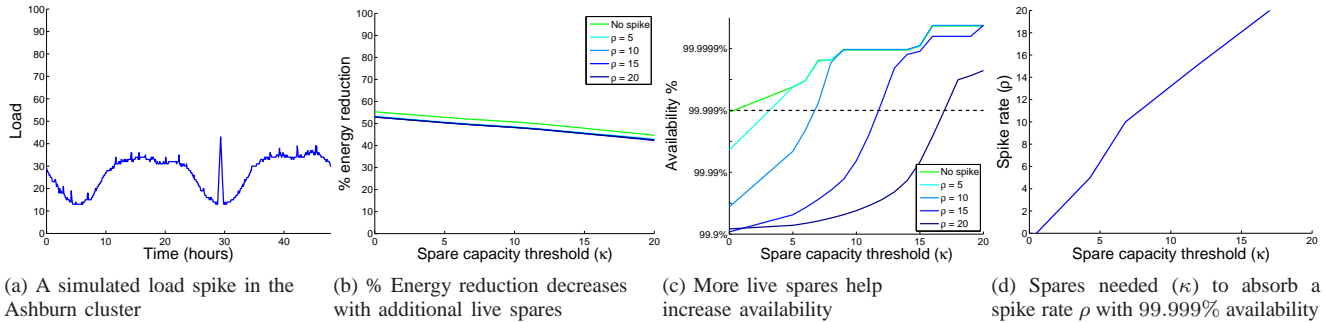 100
90
80
70
60
50
40
30
20
10
0
0
10
20
30
40
Load
Time (hours)
(a) A simulated load spike in the
Ashburn cluster
100
90
80
70
60
50
40
30
20
10
0
0
5
10
15
20
% energy reduction
Spare capacity threshold (κ)
No spike
ρ = 5
ρ = 10
ρ = 15
ρ = 20
(b) % Energy reduction decreases
with additional live spares
99.9999%
99.999%
99.99%
99.9%
0
5
10
15
20
Availability %
Spare capacity threshold (κ)
No spike
ρ = 5
ρ = 10
ρ = 15
ρ = 20
(c) More live spares help
increase availability
20
18
16
14
12
10
8
6
4
2
0
0
5
10
15
20
Spike rate (ρ)
Spare capacity threshold (κ)
(d) Spares needed (κ) to absorb a
spike rate ρ with 99.999% availability